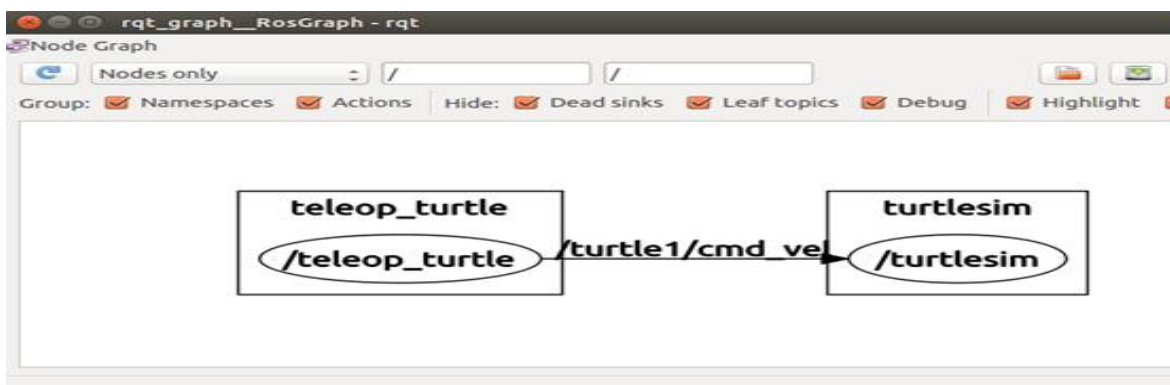 rqt_graph__RosGraph - rqt
Node Graph
Nodes only / /
Group: Namespaces Actions Hide: Dead sinks Leaf topics Debug Highlight
teleop_turtle turtlesim
/teleop_turtle /turtle1/cmd_vel /turtlesim